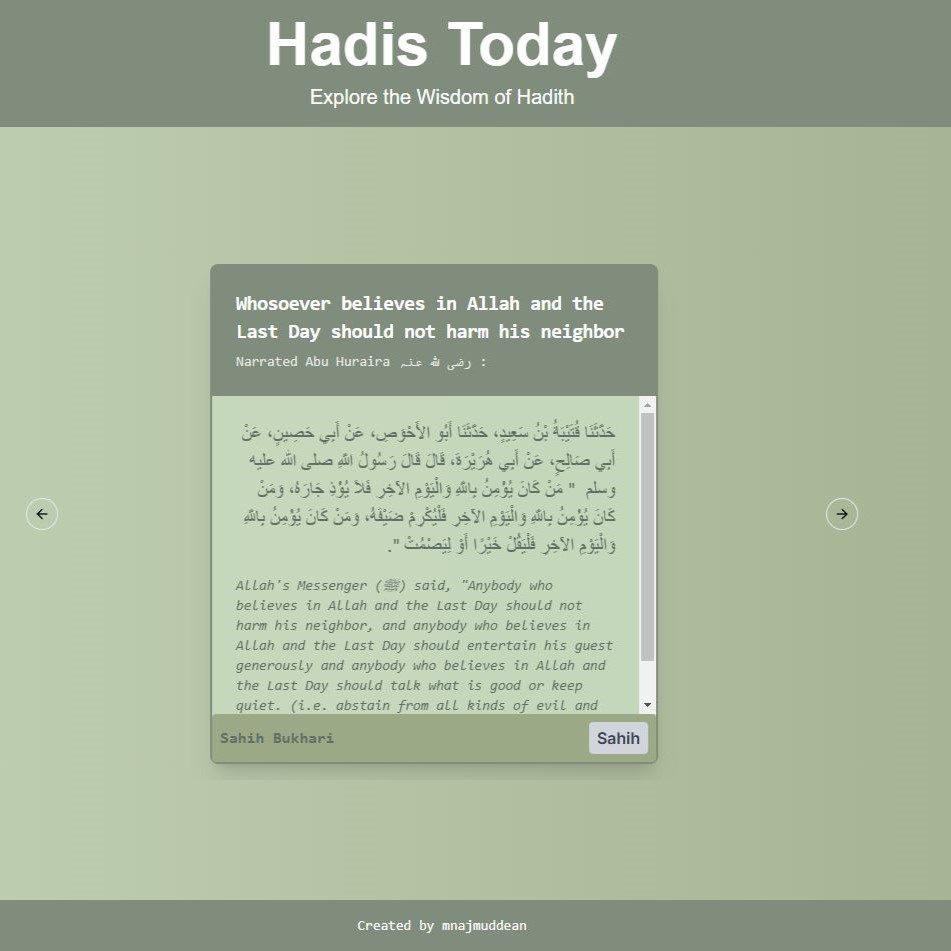 Hadis Today
Explore the Wisdom of Hadith
Whosoever believes in Allah and the
Last Day should not harm his neighbor
Narrated Abu Huraira رضی اللہ عنہ :
حَدَّثَنَا قُتَيْبَةُ بْنُ سَعِيدٍ، حَدَّثَنَا أَبُو الأَحْوَصِ، عَنْ أَبِي حَصِينٍ، عَنْ
أَبِي صَالِحٍ، عَنْ أَبِي هُرَيْرَةَ، قَالَ قَالَ رَسُولُ اللَّهِ صلى الله عليه
وسلم ‏ "‏ مَنْ كَانَ يُؤْمِنُ بِاللَّهِ وَالْيَوْمِ الآخِرِ فَلاَ يُؤْذِ جَارَهُ، وَمَنْ
كَانَ يُؤْمِنُ بِاللَّهِ وَالْيَوْمِ الآخِرِ فَلْيُكْرِمْ ضَيْفَهُ، وَمَنْ كَانَ يُؤْمِنُ بِاللَّهِ
وَالْيَوْمِ الآخِرِ فَلْيَقُلْ خَيْرًا أَوْ لِيَصْمُتْ ‏"‏‏.‏
Allah's Messenger (ﷺ) said, "Anybody who
believes in Allah and the Last Day should not
harm his neighbor, and anybody who believes in
Allah and the Last Day should entertain his guest
generously and anybody who believes in Allah and
the Last Day should talk what is good or keep
quiet. (i.e. abstain from all kinds of evil and
Sahih Bukhari
Sahih
Created by mnajmuddean